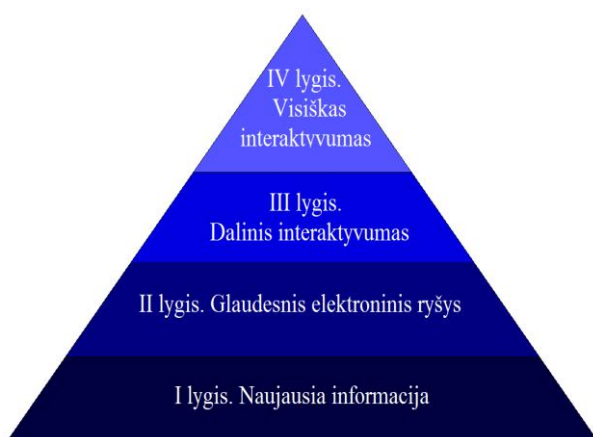 IV lygis.
Visiškas
interaktyvumas
III lygis.
Dalinis interaktyvumas
II lygis. Glaudesnis elektroninis ryšys
I lygis. Naujausia informacija